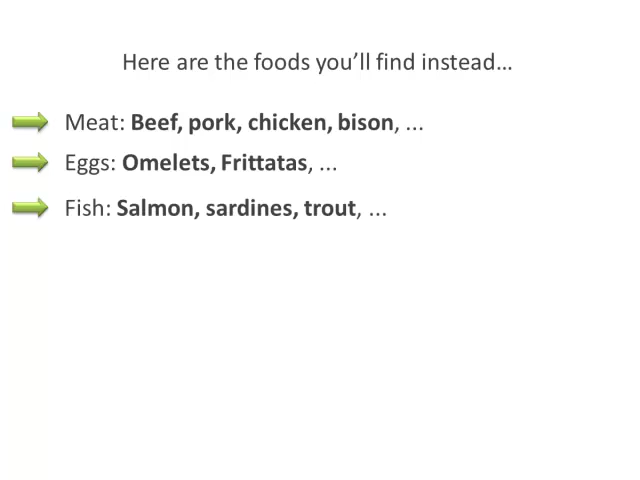 Here are the foods you’ll find instead…
Meat: Beef, pork, chicken, bison, ...
Eggs: Omelets, Frittatas, ...
Fish: Salmon, sardines, trout, ...